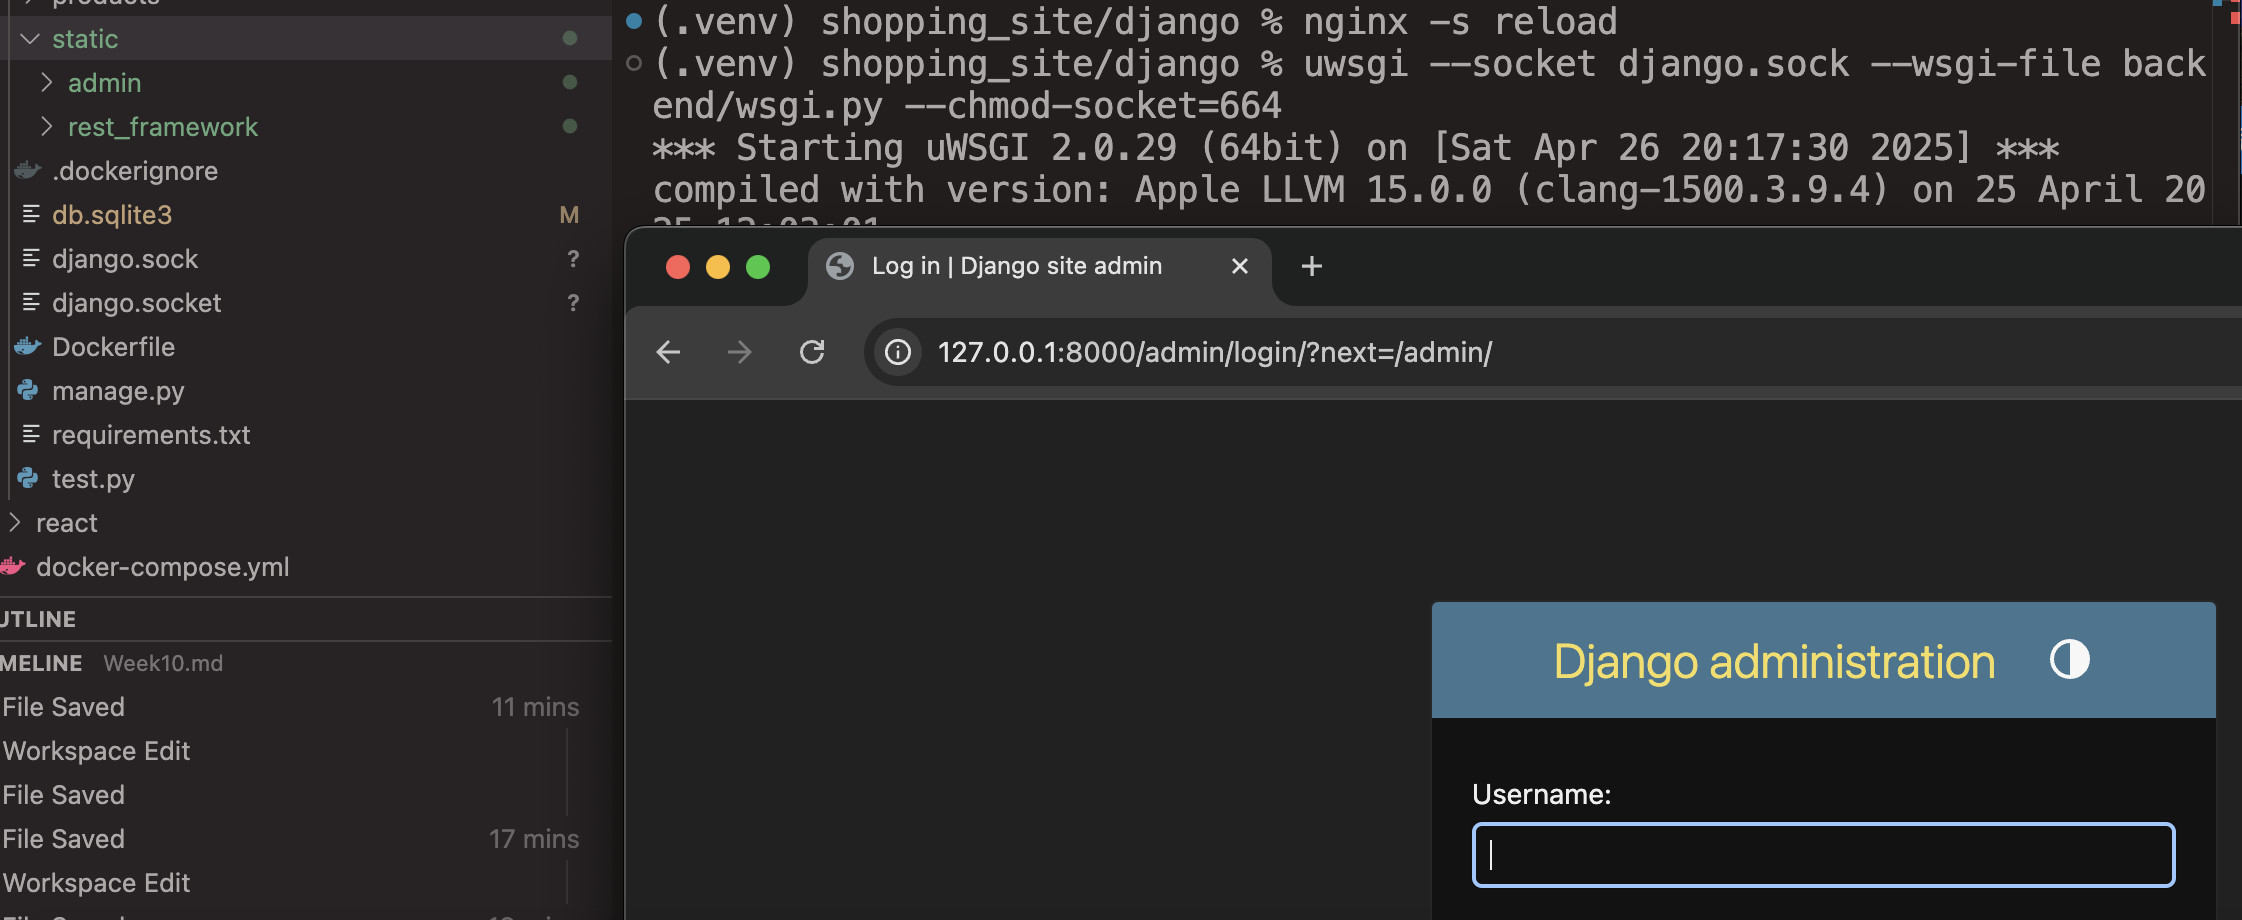 products
static
admin
rest_framework
.dockerignore
db.sqlite3 M
django.sock ?
django.socket ?
Dockerfile
manage.py
requirements.txt
test.py
react
docker-compose.yml
UTLINE
MELINE Week10.md
File Saved 11 mins
Workspace Edit
File Saved
File Saved 17 mins
Workspace Edit
(.venv) shopping_site/django % nginx -s reload
(.venv) shopping_site/django % uwsgi --socket django.sock --wsgi-file back
end/wsgi.py --chmod-socket=664
*** Starting uWSGI 2.0.29 (64bit) on [Sat Apr 26 20:17:30 2025] ***
compiled with version: Apple LLVM 15.0.0 (clang-1500.3.9.4) on 25 April 20
Log in | Django site admin
127.0.0.1:8000/admin/login/?next=/admin/
Django administration
Username: